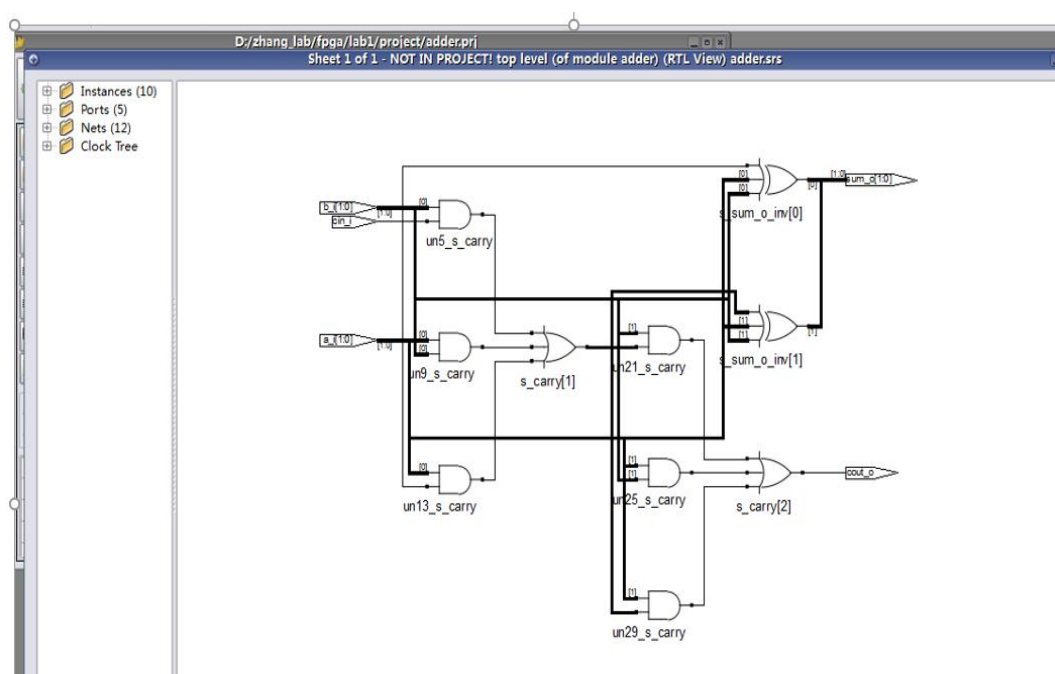 D:/zhang_lab/fpga/lab1/project/adder.prj
Sheet 1 of 1 - NOT IN PROJECT! top level (of module adder) (RTL View) adder.srs
Instances (10)
Ports (5)
Nets (12)
Clock Tree
[0]
[1:0]
sum_o[1:0]
[0]
[0]
b_i[1:0]
[1:0]
[0]
cin_i
s_sum_o_inv[0]
un5_s_carry
[1]
[1]
[1]
a_i[1:0]
[1:0]
[0]
[0]
[1]
s_sum_o_inv[1]
un9_s_carry
s_carry[1]
un21_s_carry
[0]
[1]
[1]
cout_o
un13_s_carry
un25_s_carry
s_carry[2]
[1]
un29_s_carry